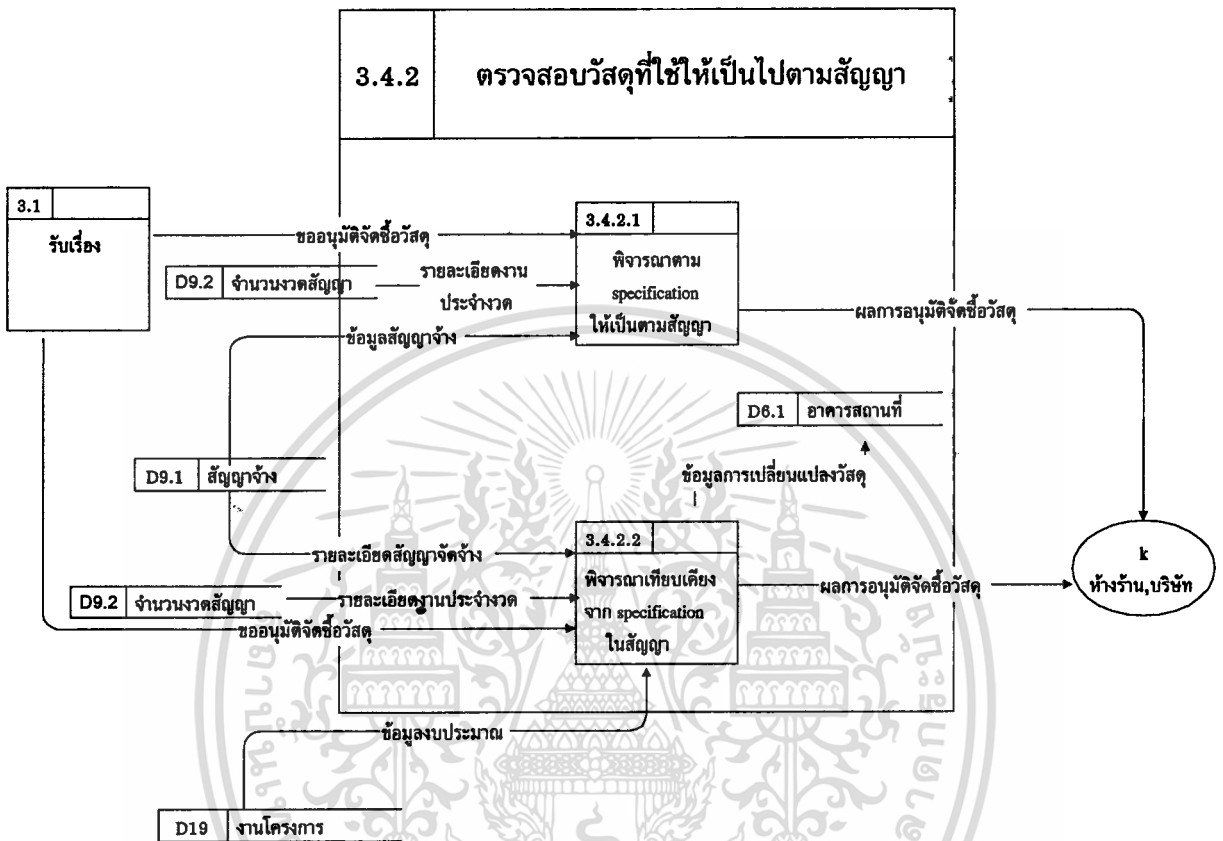 3.4.2 ตรวจสอบวัสดุที่ใช้ให้เป็นไปตามสัญญา
3.1
รับเรื่อง
ขออนุมัติจัดซื้อวัสดุ
3.4.2.1
พิจารณาตาม
specification
ให้เป็นตามสัญญา
D9.2 จำนวนงวดสัญญา
รายละเอียดงาน
ประจำงวด
ข้อมูลสัญญาจ้าง
ผลการอนุมัติจัดซื้อวัสดุ
D6.1 อาคารสถานที่
D9.1 สัญญาจ้าง
ข้อมูลการเปลี่ยนแปลงวัสดุ
3.4.2.2
พิจารณาเทียบเคียง
จาก specification
ในสัญญา
รายละเอียดสัญญาจัดจ้าง
D9.2 จำนวนงวดสัญญา
รายละเอียดงานประจำงวด
ขออนุมัติจัดซื้อวัสดุ
ผลการอนุมัติจัดซื้อวัสดุ
k
ห้างร้าน,บริษัท
ข้อมูลงบประมาณ
D19 งานโครงการ